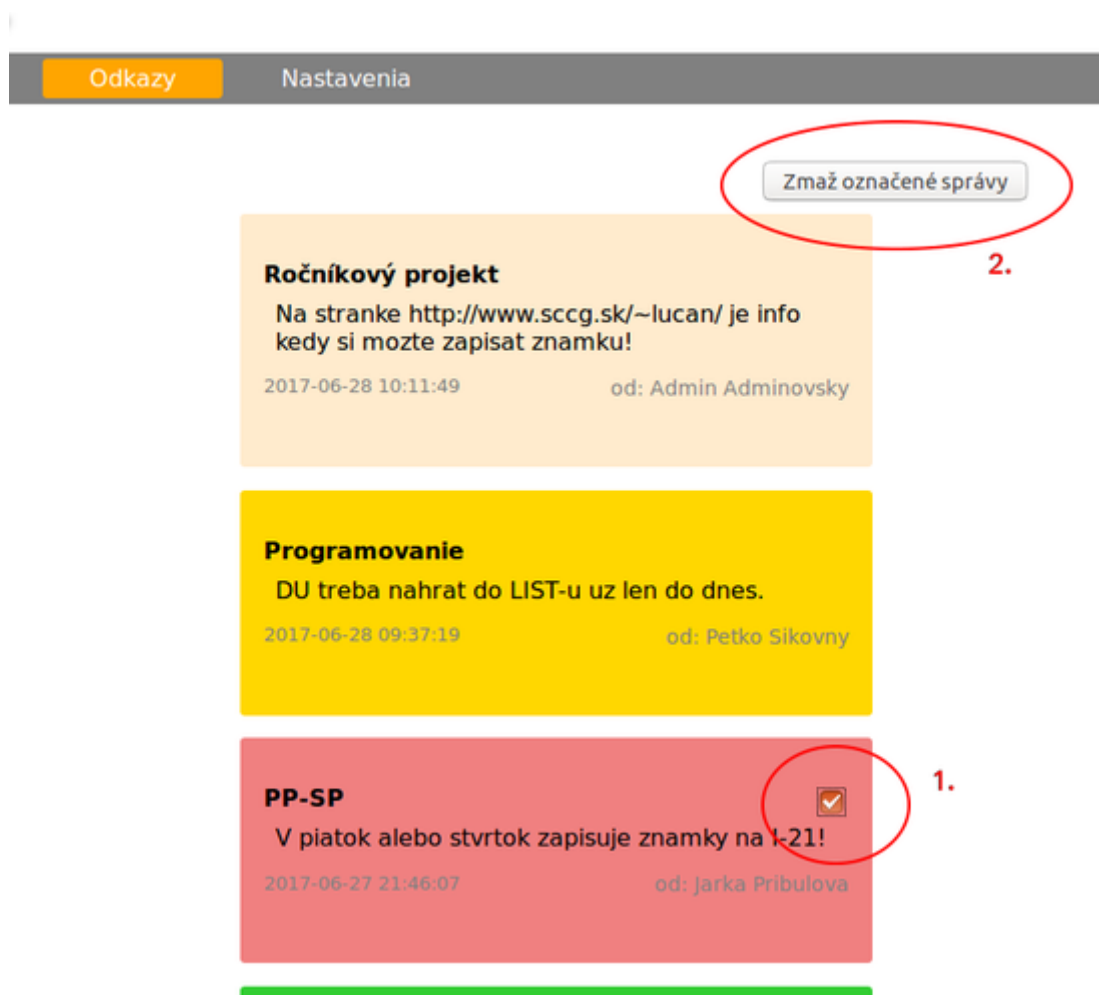 Odkazy Nastavenia
Zmaž označené správy
2.
Ročníkový projekt
Na stranke http://www.sccg.sk/~lucan/ je info
kedy si mozte zapisat znamku!
2017-06-28 10:11:49 od: Admin Adminovsky
Programovanie
DU treba nahrat do LIST-u uz len do dnes.
2017-06-28 09:37:19 od: Petko Sikovny
1.
PP-SP
V piatok alebo stvrtok zapisuje znamky na I-21!
2017-06-27 21:46:07 od: Jarka Pribulova